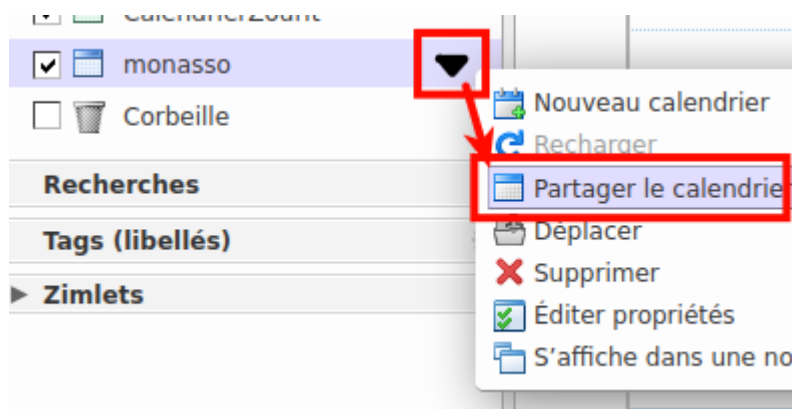 CalendrierZount
monasso
Corbeille
Recherches
Tags (libellés)
Zimlets
Nouveau calendrier
Recharger
Partager le calendrie
Déplacer
Supprimer
Éditer propriétés
S'affiche dans une no